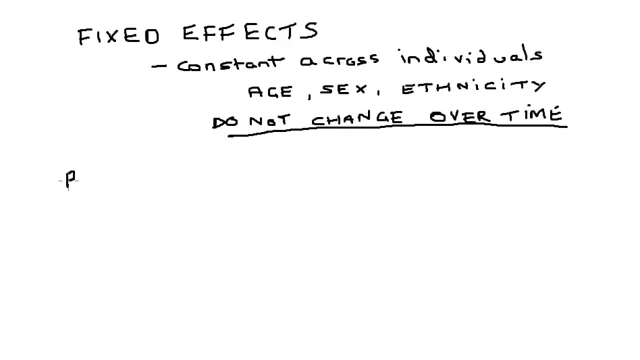 FIXED EFFECTS
- constant across individuals
AGE, SEX, ETHNICITY
DO NOT CHANGE OVER TIME
P